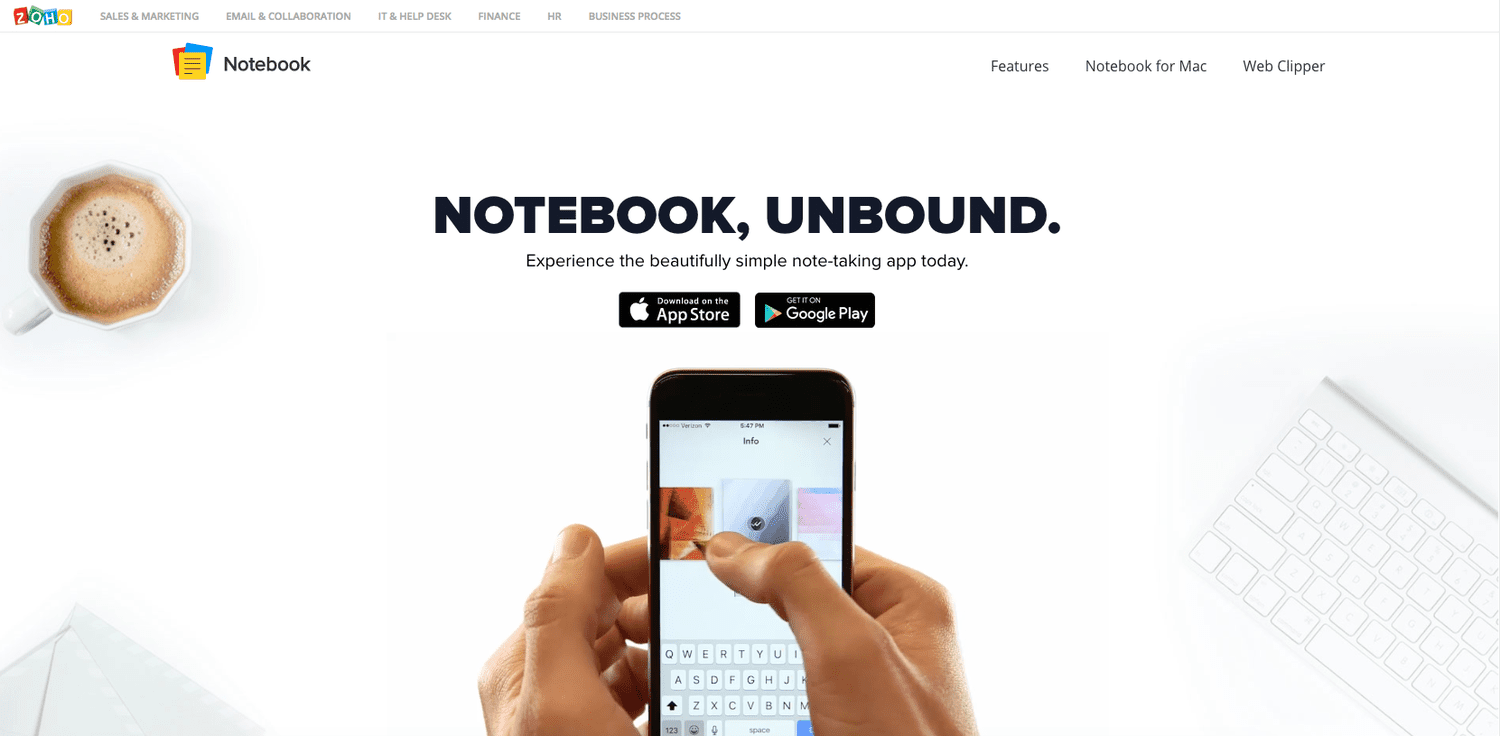 ZOHO SALES & MARKETING EMAIL & COLLABORATION IT & HELP DESK FINANCE HR BUSINESS PROCESS
Notebook Features Notebook for Mac Web Clipper
NOTEBOOK, UNBOUND.
Experience the beautifully simple note-taking app today.
Download on the
App Store
GET IT ON
Google Play
Verizon 5:47 PM
Info
Q W E R T Y U I
A S D F G H J K
Z X C V B N M
123 space